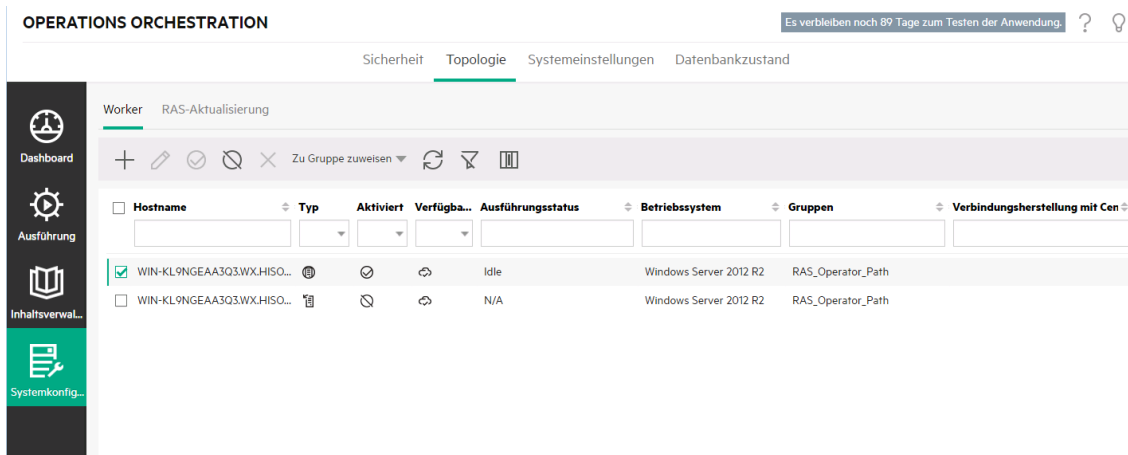 OPERATIONS ORCHESTRATION
Es verbleiben noch 89 Tage zum Testen der Anwendung.
Sicherheit Topologie Systemeinstellungen Datenbankzustand
Worker RAS-Aktualisierung
Dashboard
Zu Gruppe zuweisen
Hostname Typ Aktiviert Verfügba... Ausführungsstatus Betriebssystem Gruppen Verbindungsherstellung mit Cen
Ausführung
WIN-KL9NGEAA3Q3.WX.HISO... Idle Windows Server 2012 R2 RAS_Operator_Path
WIN-KL9NGEAA3Q3.WX.HISO... N/A Windows Server 2012 R2 RAS_Operator_Path
Inhaltsverwal...
Systemkonfig...